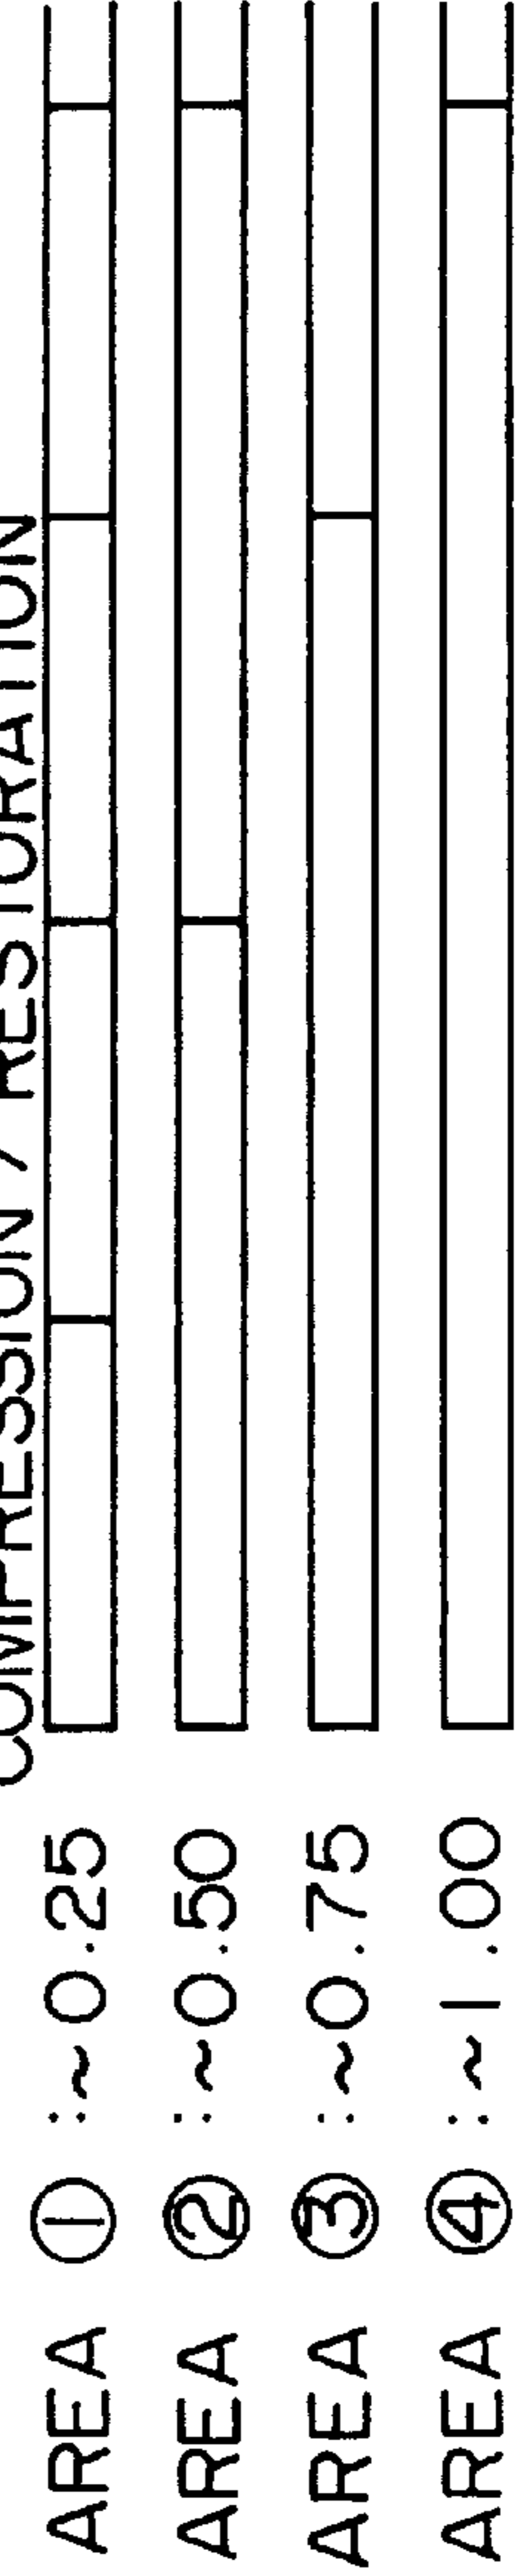 COMPRESSION / RESTORATION
AREA ① :~0.25
AREA ② :~0.50
AREA ③ :~0.75
AREA ④ :~1.00